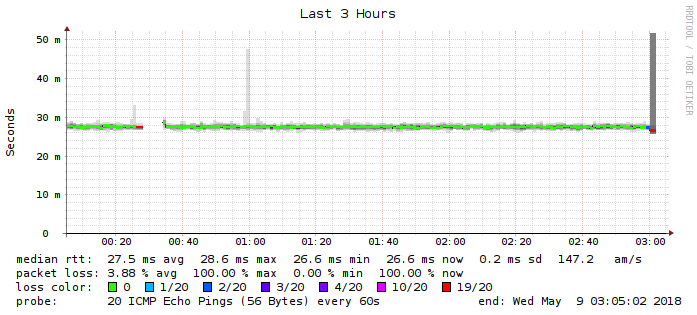 Last 3 Hours
RRDTOOL / TOBI OETIKER
Seconds
50 m
40 m
30 m
20 m
10 m
0
00:20 00:40 01:00 01:20 01:40 02:00 02:20 02:40 03:00
median rtt: 27.5 ms avg 28.6 ms max 26.6 ms min 26.6 ms now 0.2 ms sd 147.2 am/s
packet loss: 3.88 % avg 100.00 % max 0.00 % min 100.00 % now
loss color: 0 1/20 2/20 3/20 4/20 10/20 19/20
probe: 20 ICMP Echo Pings (56 Bytes) every 60s end: Wed May 9 03:05:02 2018